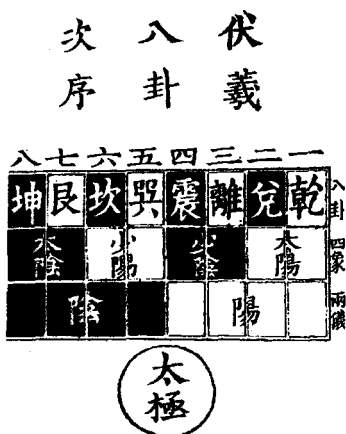 伏羲
八卦
次序
一二三四五六七八
八卦
乾兌離震巽坎艮坤
四象
太陽
少陰
少陽
太陰
兩儀
陽
陰
太極